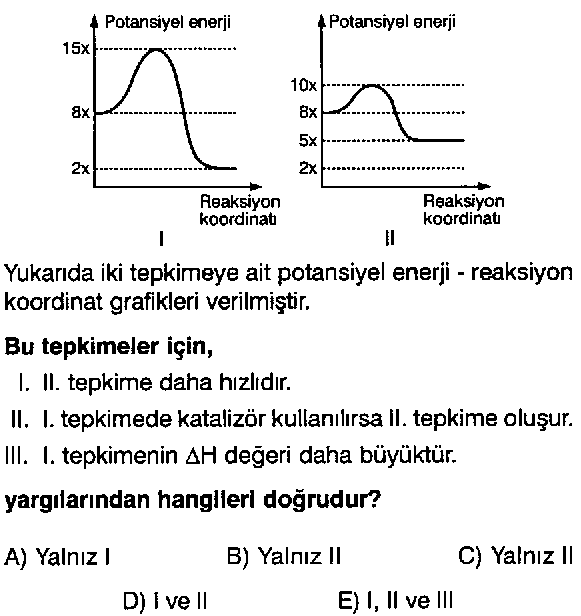 Potansiyel enerji Potansiyel enerji
15x
10x
8x 8x
5x
2x 2x
Reaksiyon koordinatı Reaksiyon koordinatı
I II
Yukarıda iki tepkimeye ait potansiyel enerji - reaksiyon
koordinat grafikleri verilmiştir.
Bu tepkimeler için,
I. II. tepkime daha hızlıdır.
II. I. tepkimede katalizör kullanılırsa II. tepkime oluşur.
III. I. tepkimenin ΔH değeri daha büyüktür.
yargılarından hangileri doğrudur?
A) Yalnız I B) Yalnız II C) Yalnız II
D) I ve II E) I, II ve III